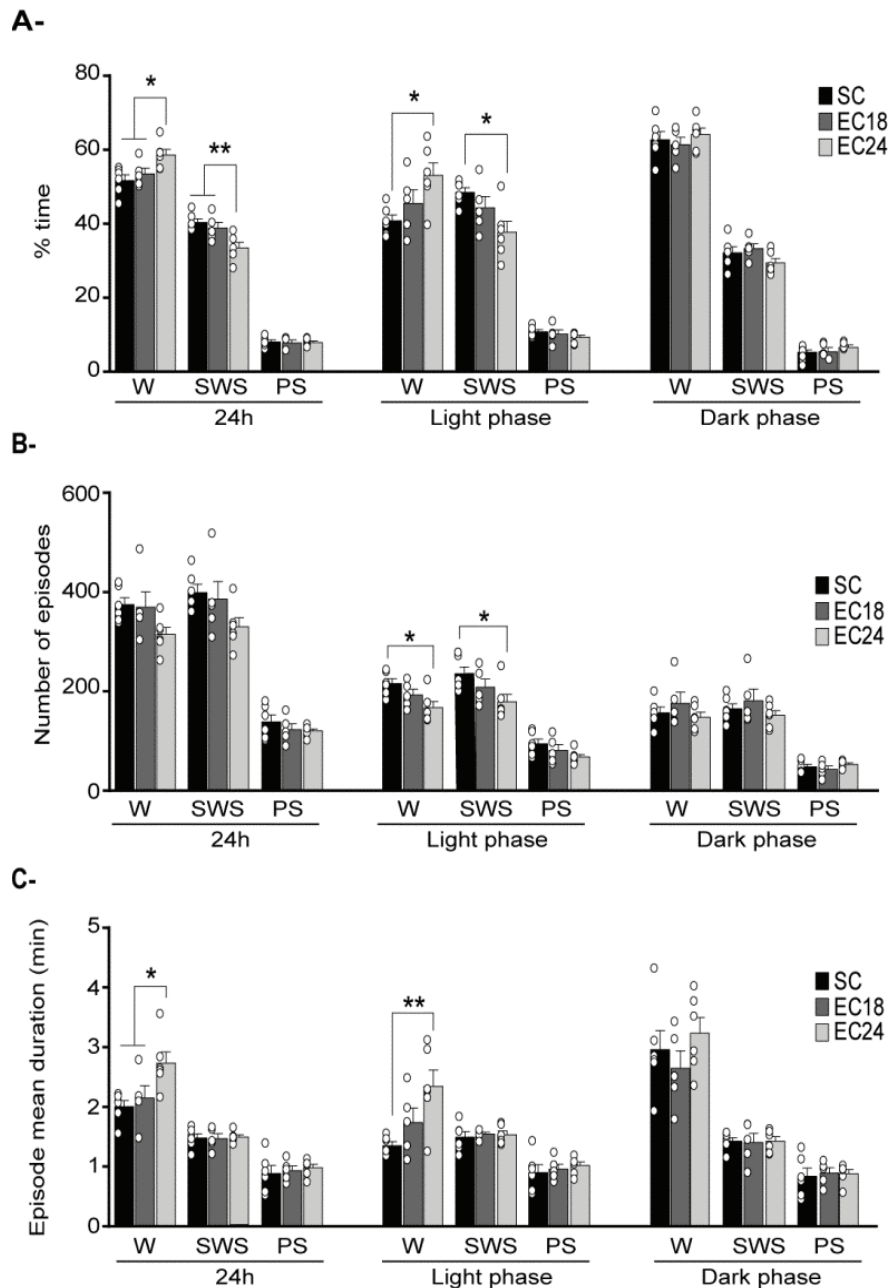 A-
% time
80
60
40
20
0
* ** * *
SC
EC18
EC24
W SWS PS W SWS PS W SWS PS
24h Light phase Dark phase
B-
Number of episodes
600
400
200
0
* *
SC
EC18
EC24
W SWS PS W SWS PS W SWS PS
24h Light phase Dark phase
C-
Episode mean duration (min)
5
4
3
2
1
0
* **
SC
EC18
EC24
W SWS PS W SWS PS W SWS PS
24h Light phase Dark phase